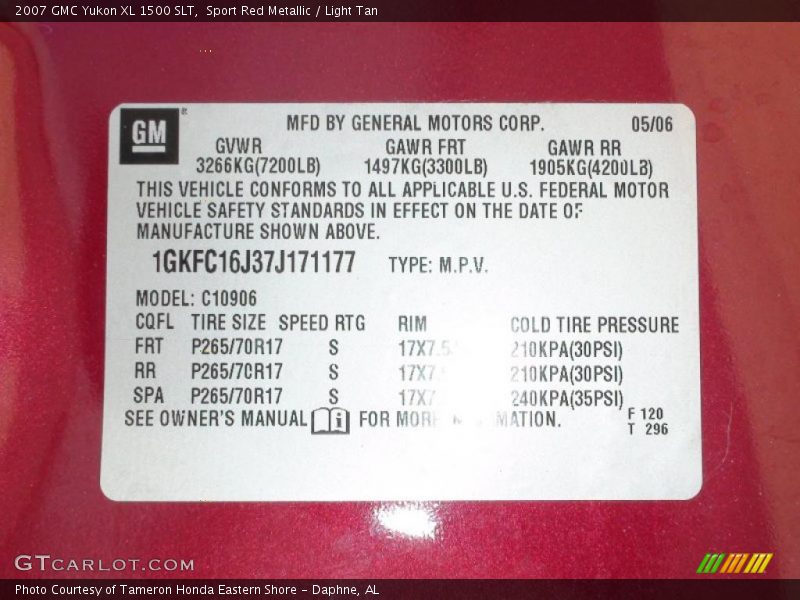 2007 GMC Yukon XL 1500 SLT, Sport Red Metallic / Light Tan
GM ®
MFD BY GENERAL MOTORS CORP. 05/06
GVWR GAWR FRT GAWR RR
3266KG(7200LB) 1497KG(3300LB) 1905KG(4200LB)
THIS VEHICLE CONFORMS TO ALL APPLICABLE U.S. FEDERAL MOTOR
VEHICLE SAFETY STANDARDS IN EFFECT ON THE DATE OF
MANUFACTURE SHOWN ABOVE.
1GKFC16J37J171177 TYPE: M.P.V.
MODEL: C10906
CQFL TIRE SIZE SPEED RTG RIM COLD TIRE PRESSURE
FRT P265/70R17 S 210KPA(30PSI)
RR P265/70R17 S 210KPA(30PSI)
SPA P265/70R17 S 240KPA(35PSI)
SEE OWNER'S MANUAL i FOR MORE
F 120
T 296
GTCARLOT.COM
Photo Courtesy of Tameron Honda Eastern Shore – Daphne, AL